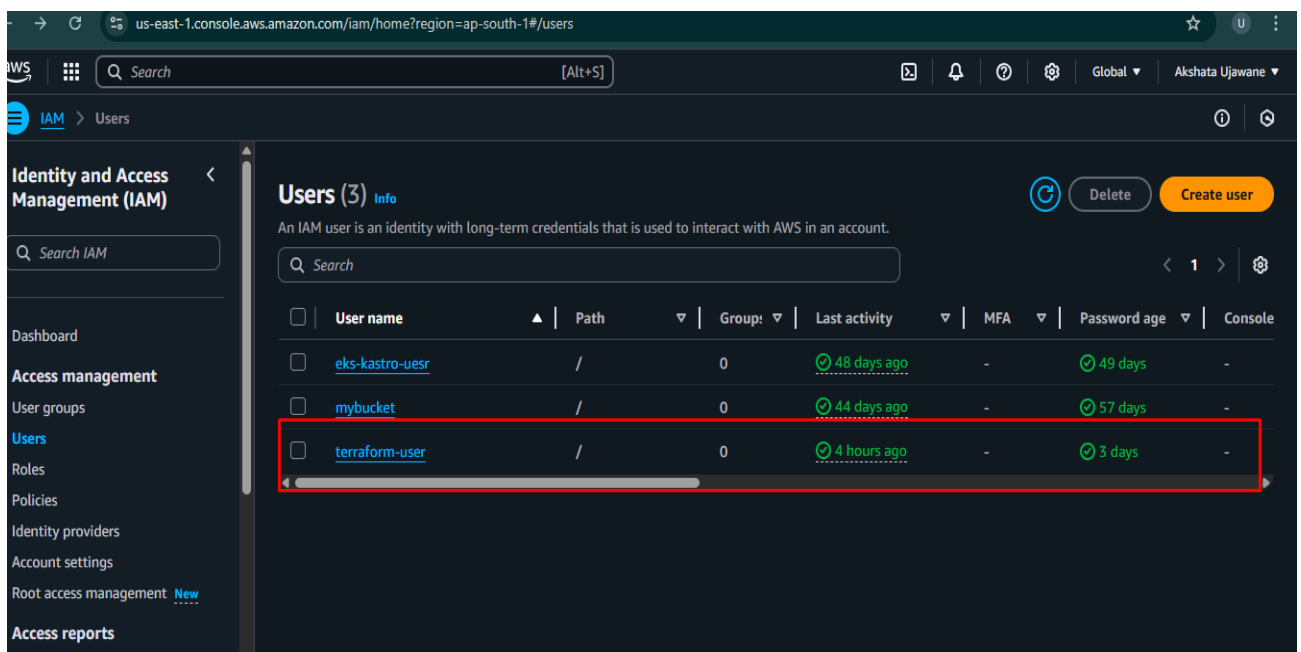 us-east-1.console.aws.amazon.com/iam/home?region=ap-south-1#/users
U
aws
Search
[Alt+S]
Global
Akshata Ujawane
IAM > Users
Identity and Access
Management (IAM)
Search IAM
Dashboard
Access management
User groups
Users
Roles
Policies
Identity providers
Account settings
Root access management New
Access reports
Users (3) Info
Delete
Create user
An IAM user is an identity with long-term credentials that is used to interact with AWS in an account.
Search
1
User name Path Group: Last activity MFA Password age Console
eks-kastro-uesr / 0 48 days ago - 49 days -
mybucket / 0 44 days ago - 57 days -
terraform-user / 0 4 hours ago - 3 days -